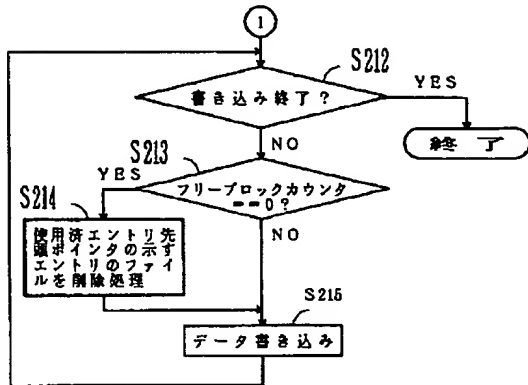 1
S212
書き込み終了?
YES
終了
NO
S213
フリーブロックカウンタ
==0?
YES
NO
S214
使用済エントリ先
頭ポインタの示す
エントリのファイ
ルを削除処理
S215
データ書き込み